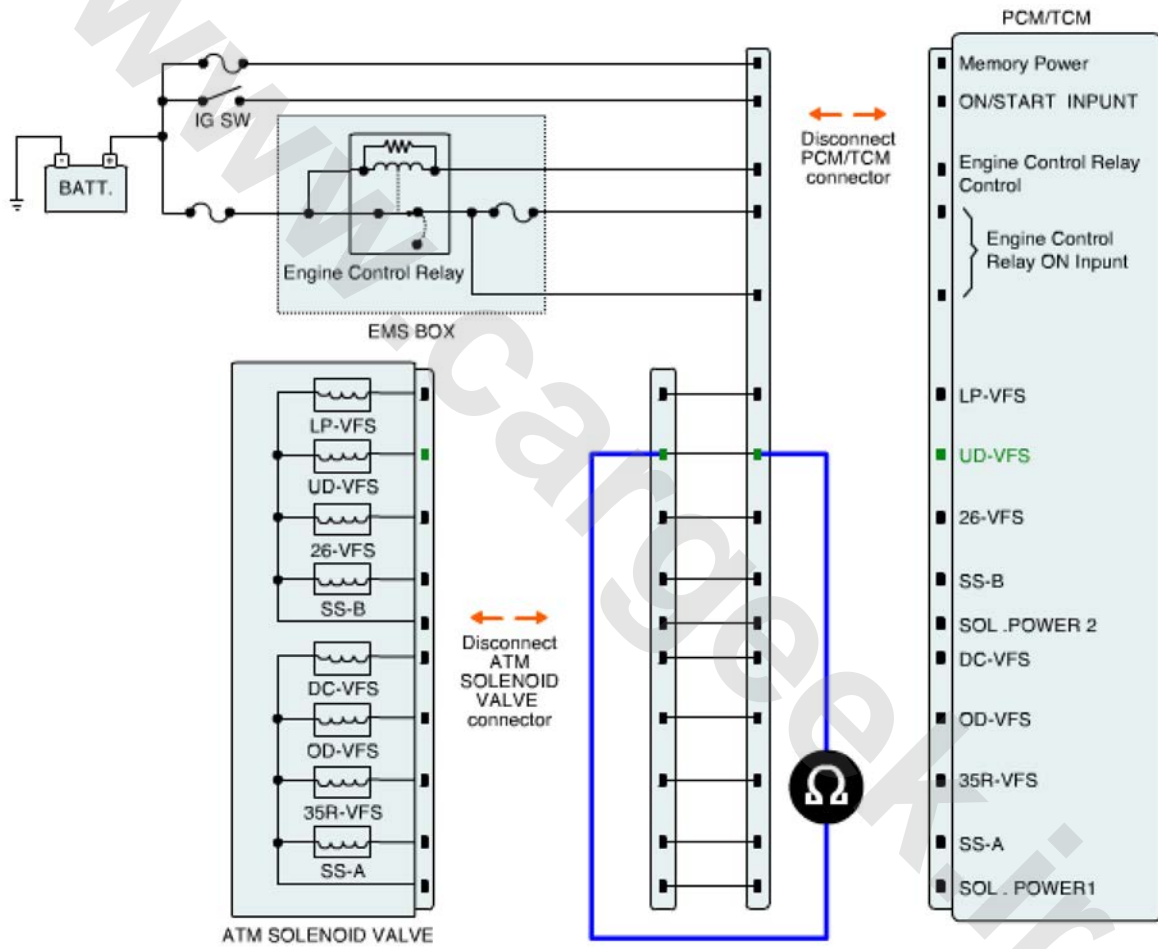 PCM/TCM
Memory Power
ON/START INPUNT
IG SW
Disconnect
PCM/TCM
connector
Engine Control Relay
Control
- +
BATT.
Engine Control
Relay ON Inpunt
Engine Control Relay
EMS BOX
LP-VFS
UD-VFS
26-VFS
SS-B
DC-VFS
OD-VFS
35R-VFS
SS-A
ATM SOLENOID VALVE
Disconnect
ATM
SOLENOID
VALVE
connector
Ω
LP-VFS
UD-VFS
26-VFS
SS-B
SOL .POWER 2
DC-VFS
OD-VFS
35R-VFS
SS-A
SOL . POWER1
www.cargeek.ir